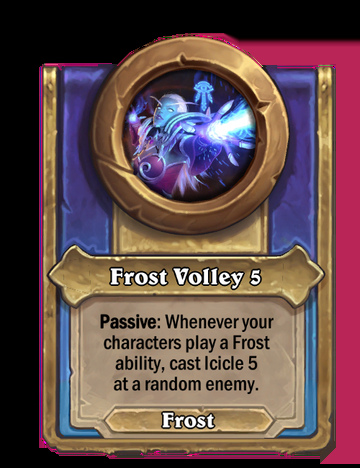 Frost Volley 5
Passive: Whenever your
characters play a Frost
ability, cast Icicle 5
at a random enemy.
Frost